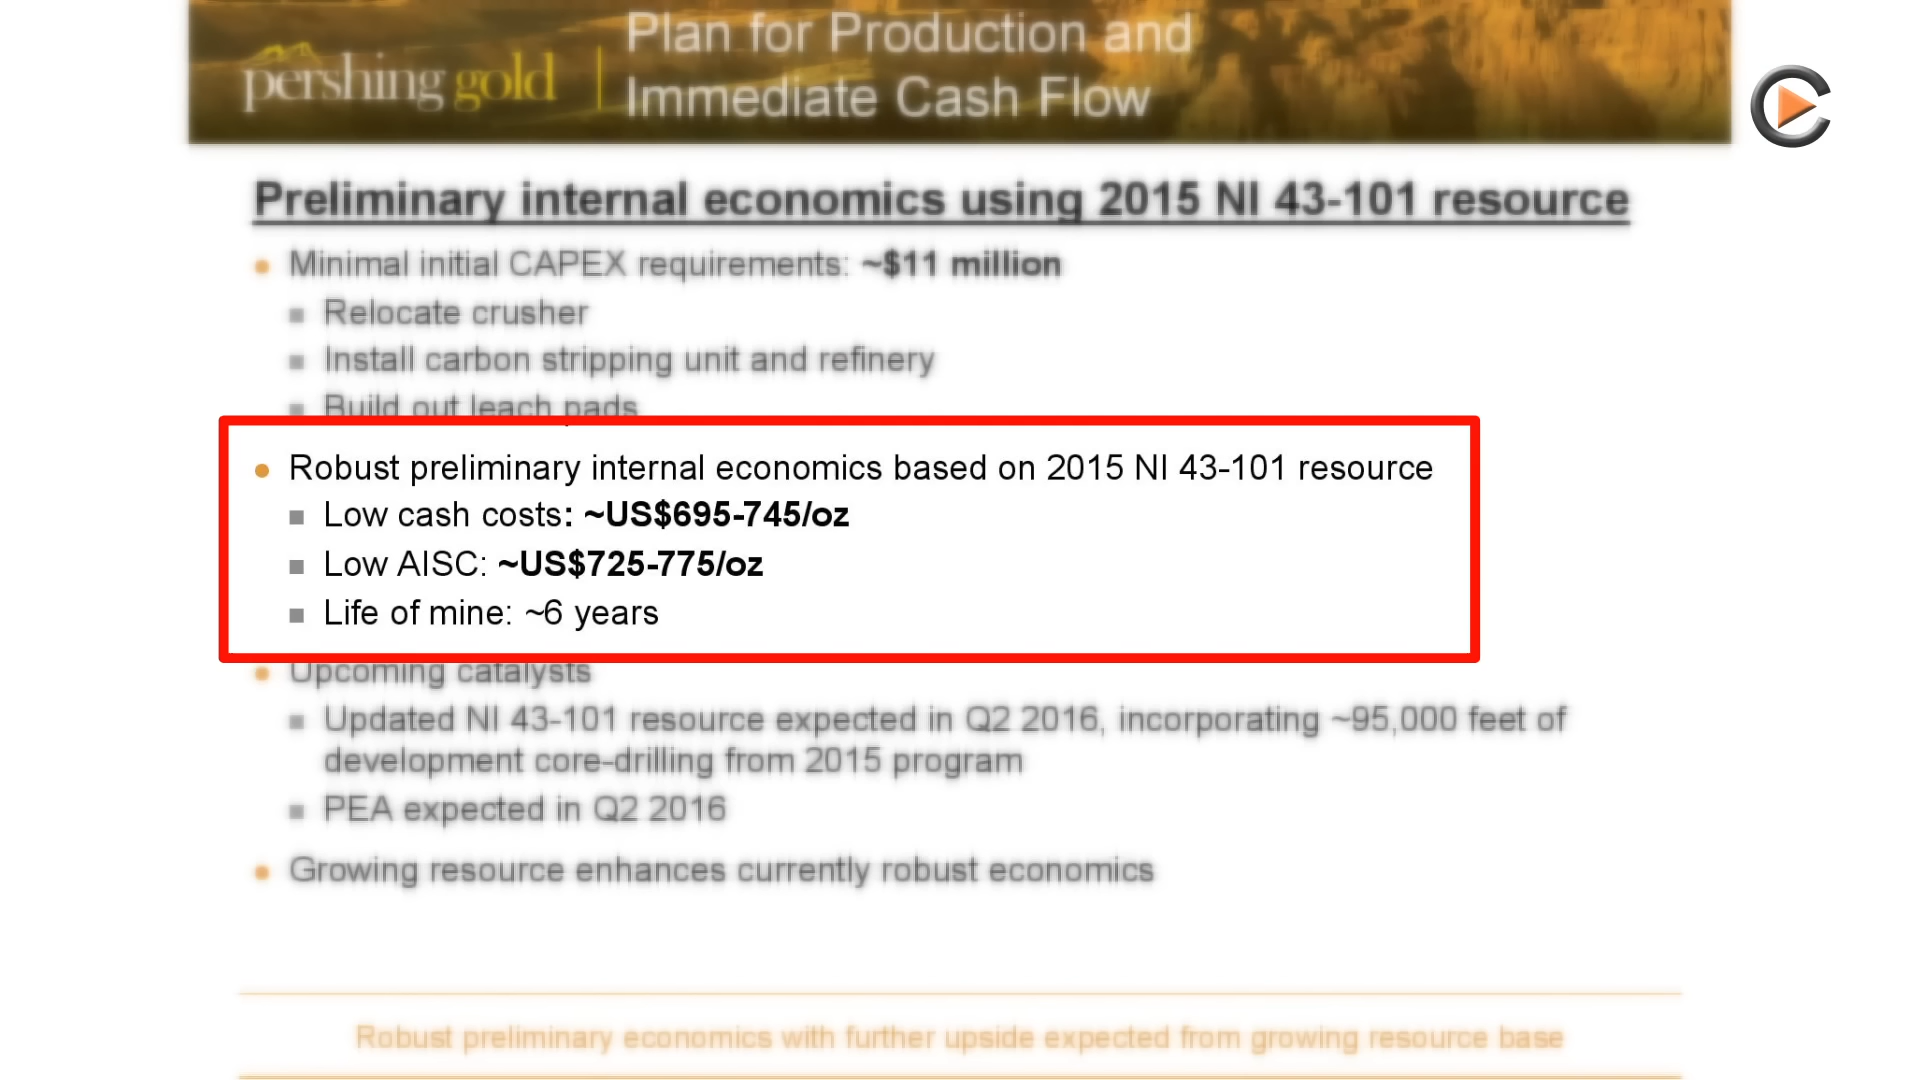 pershing gold
Plan for Production and
Immediate Cash Flow
Preliminary internal economics using 2015 NI 43-101 resource
Minimal initial CAPEX requirements: ~$11 million
Relocate crusher
Install carbon stripping unit and refinery
Build out leach pads
Robust preliminary internal economics based on 2015 NI 43-101 resource
Low cash costs: ~US$695-745/oz
Low AISC: ~US$725-775/oz
Life of mine: ~6 years
Upcoming catalysts
Updated NI 43-101 resource expected in Q2 2016, incorporating ~95,000 feet of
development core-drilling from 2015 program
PEA expected in Q2 2016
Growing resource enhances currently robust economics
Robust preliminary economics with further upside expected from growing resource base